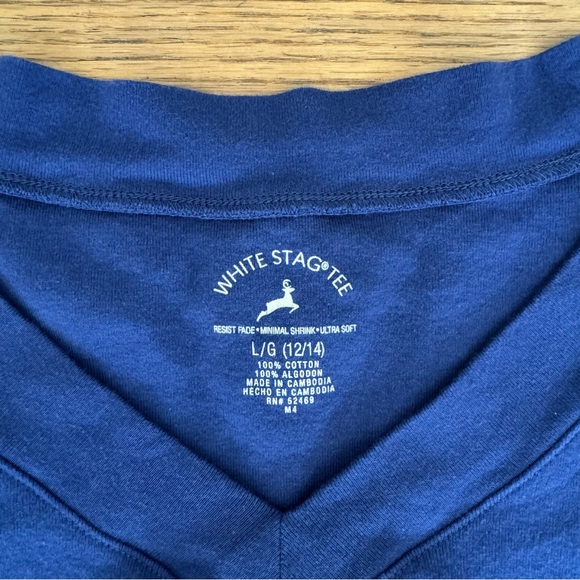 WHITE STAG® TEE
RESIST FADE • MINIMAL SHRINK • ULTRA SOFT
L/G (12/14)
100% COTTON
100% ALGODON
MADE IN CAMBODIA
HECHO EN CAMBODIA
RN# 52469
M4